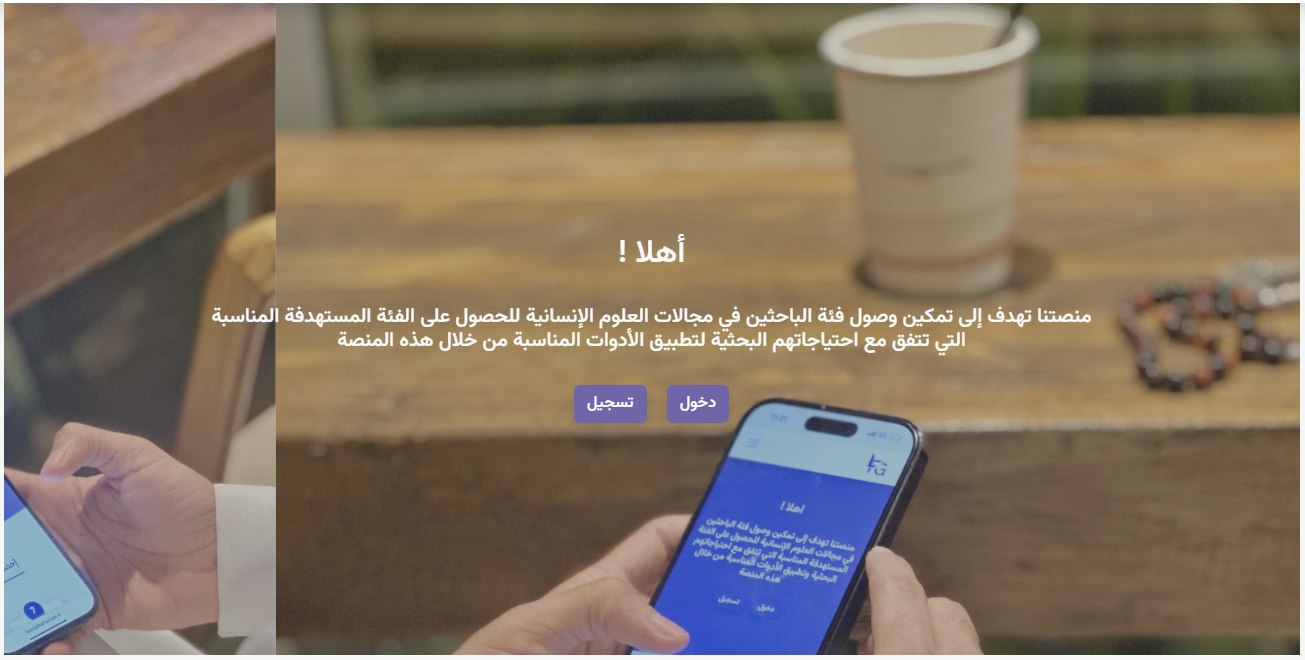 أهلا !
منصتنا تهدف إلى تمكين وصول فئة الباحثين في مجالات العلوم الإنسانية للحصول على الفئة المستهدفة المناسبة
التي تتفق مع احتياجاتهم البحثية لتطبيق الأدوات المناسبة من خلال هذه المنصة
دخول
تسجيل
اهلا !
منصتنا تهدف إلى تمكين وصول فئة الباحثين
في مجالات العلوم الإنسانية للحصول على الفئة
المستهدفة المناسبة التي تتفق مع احتياجاتهم
البحثية وتطبيق الأدوات المناسبة من خلال
هذه المنصة
دخول
تسجيل